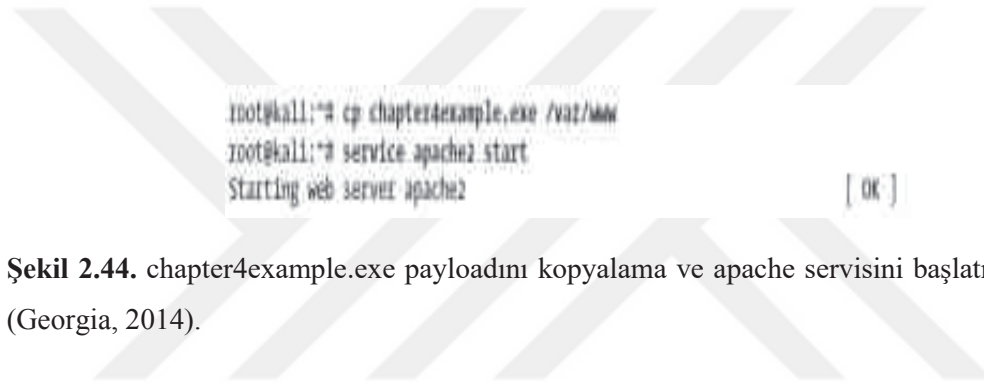 root@kali:~# cp chapter4example.exe /var/www
root@kali:~# service apache2 start
Starting web server apache2 [ OK ]
Şekil 2.44. chapter4example.exe payloadını kopyalama ve apache servisini başlatı
(Georgia, 2014).